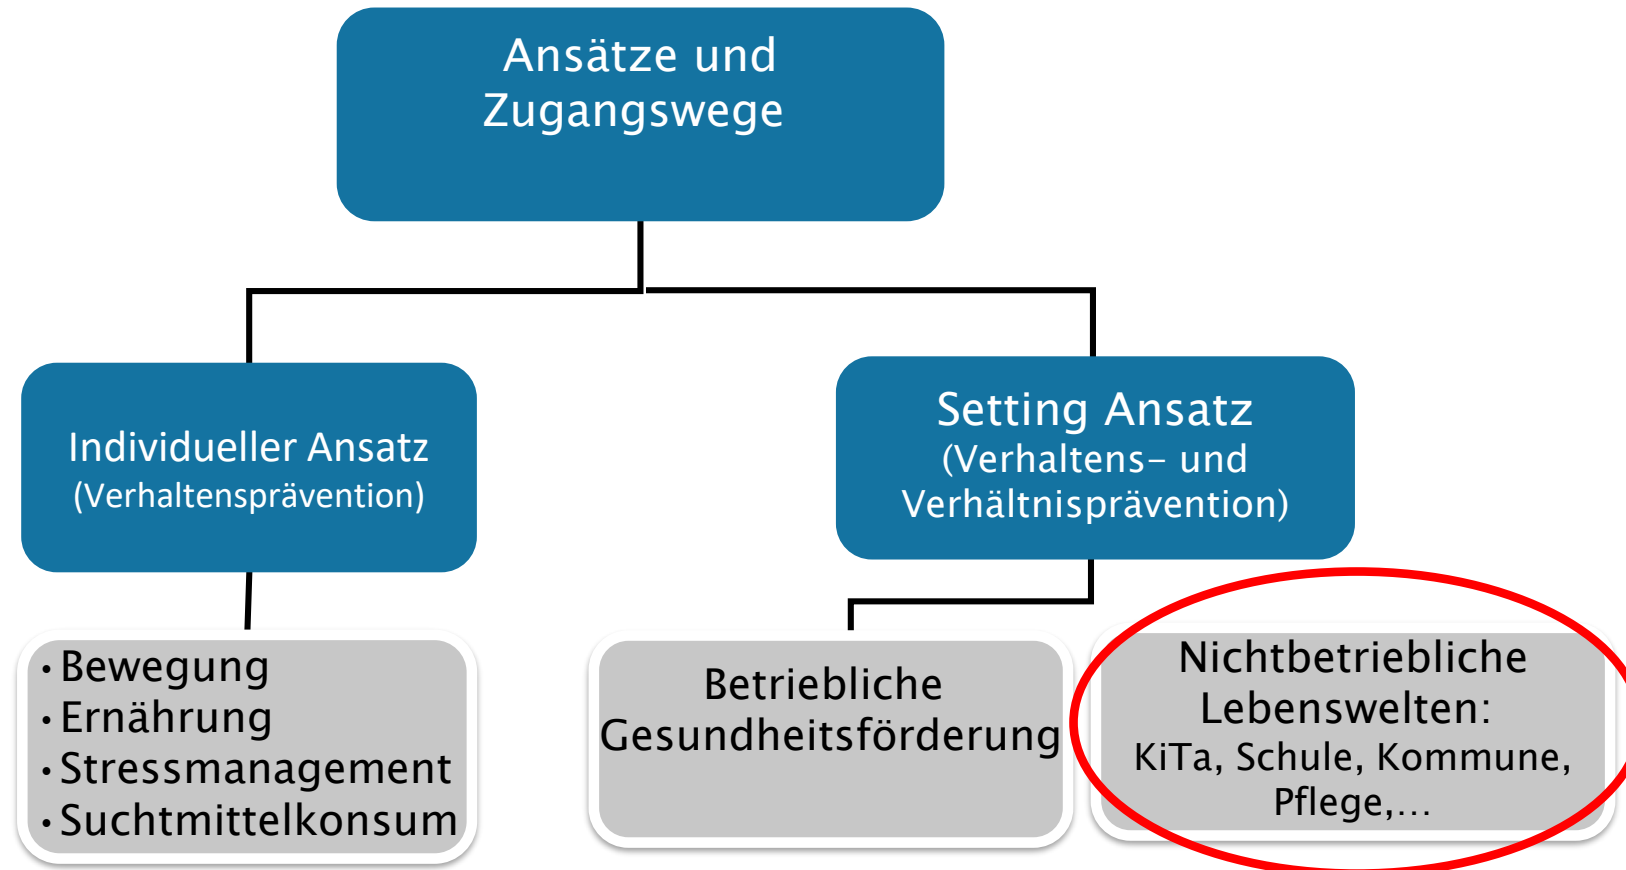 Ansätze und
Zugangswege
Individueller Ansatz
(Verhaltensprävention)
Setting Ansatz
(Verhaltens- und
Verhältnisprävention)
• Bewegung
• Ernährung
• Stressmanagement
• Suchtmittelkonsum
Betriebliche
Gesundheitsförderung
Nichtbetriebliche
Lebenswelten:
KiTa, Schule, Kommune,
Pflege,...